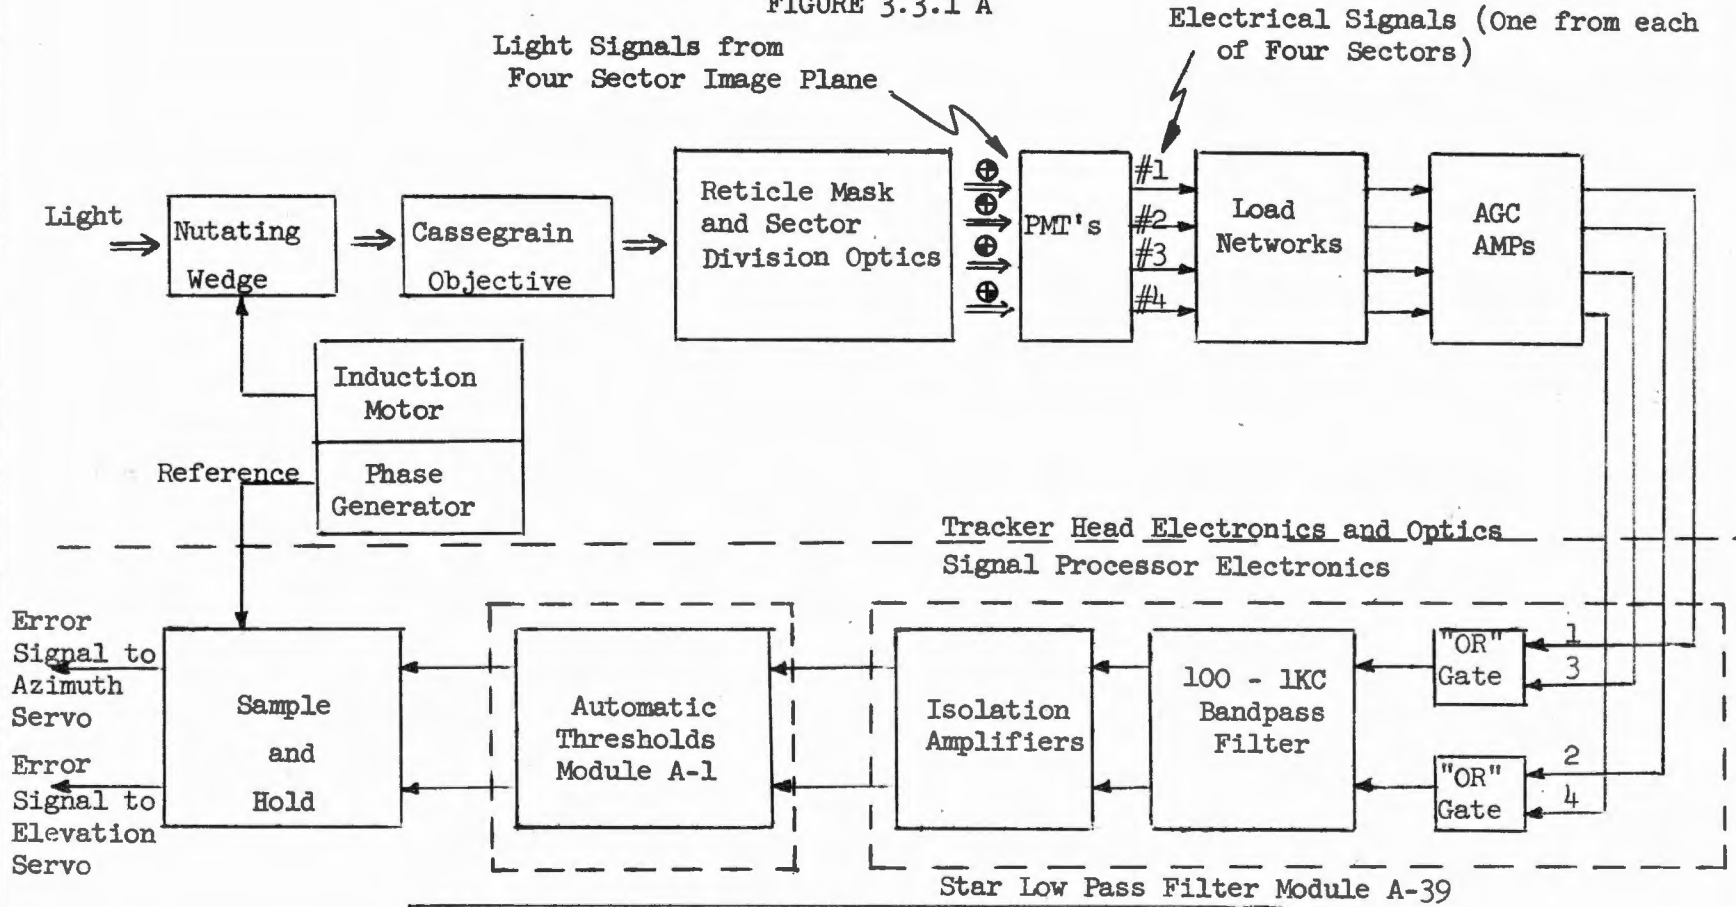 FIGURE 3.3.1 A
Electrical Signals (One from each
of Four Sectors)
Light Signals from
Four Sector Image Plane
Light
Nutating
Wedge
Cassegrain
Objective
Reticle Mask
and Sector
Division Optics
PMT's
#1
#2
#3
#4
Load
Networks
AGC
AMPs
Induction
Motor
Reference
Phase
Generator
Tracker Head Electronics and Optics
Signal Processor Electronics
Error
Signal to
Azimuth
Servo
Error
Signal to
Elevation
Servo
Sample
and
Hold
Automatic
Thresholds
Module A-1
Isolation
Amplifiers
100 - 1KC
Bandpass
Filter
"OR"
Gate
1
3
"OR"
Gate
2
4
Star Low Pass Filter Module A-39